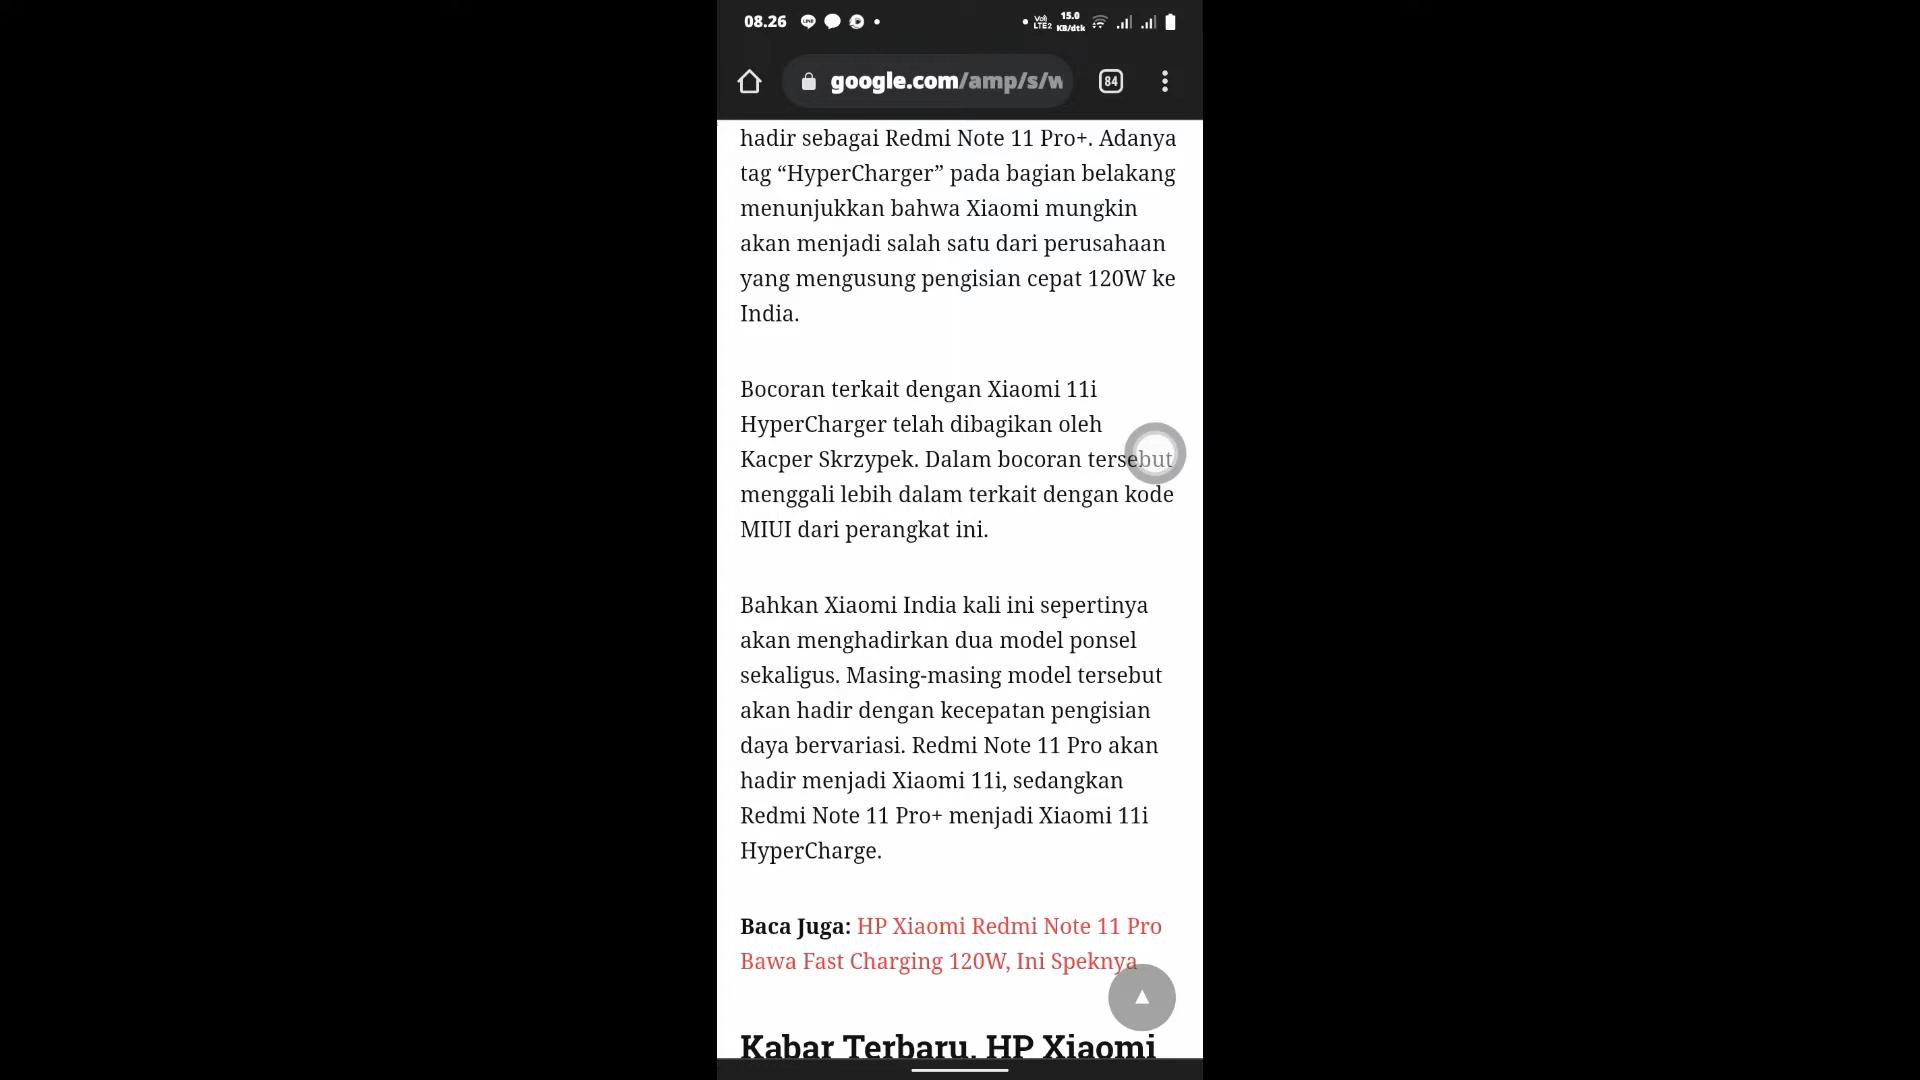 08.26
Vo)) LTE2
15.0 KB/dtk
google.com/amp/s/w
84
hadir sebagai Redmi Note 11 Pro+. Adanya
tag “HyperCharger” pada bagian belakang
menunjukkan bahwa Xiaomi mungkin
akan menjadi salah satu dari perusahaan
yang mengusung pengisian cepat 120W ke
India.
Bocoran terkait dengan Xiaomi 11i
HyperCharger telah dibagikan oleh
Kacper Skrzypek. Dalam bocoran tersebut
menggali lebih dalam terkait dengan kode
MIUI dari perangkat ini.
Bahkan Xiaomi India kali ini sepertinya
akan menghadirkan dua model ponsel
sekaligus. Masing-masing model tersebut
akan hadir dengan kecepatan pengisian
daya bervariasi. Redmi Note 11 Pro akan
hadir menjadi Xiaomi 11i, sedangkan
Redmi Note 11 Pro+ menjadi Xiaomi 11i
HyperCharge.
Baca Juga: HP Xiaomi Redmi Note 11 Pro
Bawa Fast Charging 120W, Ini Speknya
Kabar Terbaru, HP Xiaomi